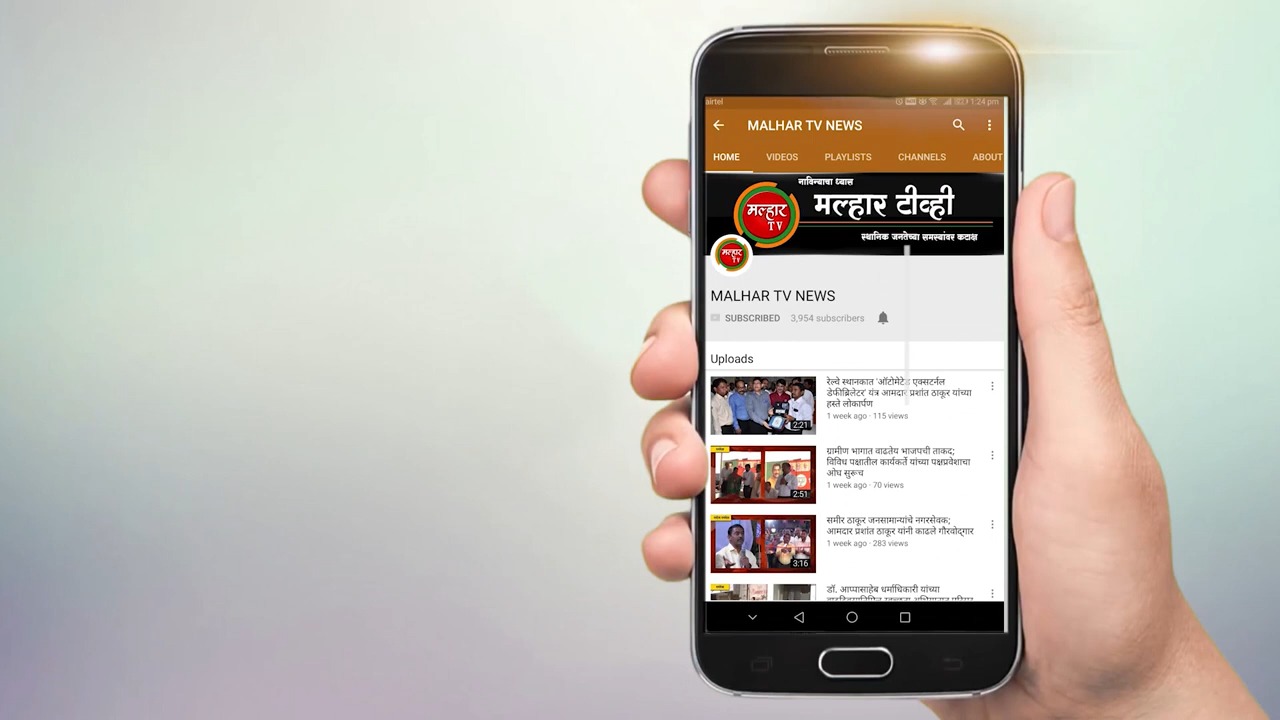 airtel
1:24 pm
MALHAR TV NEWS
HOME VIDEOS PLAYLISTS CHANNELS ABOUT
नाविन्याचा ध्यास
मल्हार टीव्ही
मल्हार
TV
स्थानिक जनतेच्या समस्यांवर कटाक्ष
मल्हार
TV
MALHAR TV NEWS
SUBSCRIBED 3,954 subscribers
Uploads
रेल्वे स्थानकात 'ऑटोमेटेड एक्सटर्नल
डेफीब्रिलेटर' यंत्र आमदार प्रशांत ठाकूर यांच्या
हस्ते लोकार्पण
1 week ago · 115 views
2:21
ग्रामीण भागात वाढतेय भाजपची ताकद;
विविध पक्षातील कार्यकर्ते यांच्या पक्षप्रवेशाचा
ओघ सुरूच
1 week ago · 70 views
2:51
समीर ठाकूर जनसामान्यांचे नगरसेवक;
आमदार प्रशांत ठाकूर यांनी काढले गौरवोद्गार
1 week ago · 283 views
3:16
डॉ. आप्पासाहेब धर्माधिकारी यांच्या